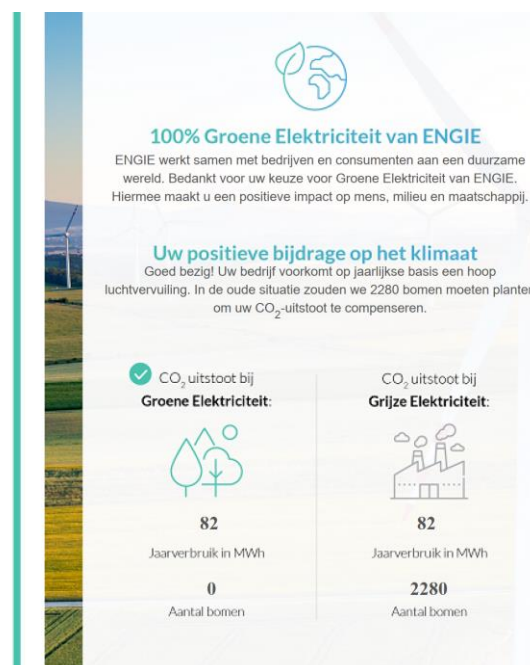 100% Groene Elektriciteit van ENGIE
ENGIE werkt samen met bedrijven en consumenten aan een duurzame
wereld. Bedankt voor uw keuze voor Groene Elektriciteit van ENGIE.
Hiermee maakt u een positieve impact op mens, milieu en maatschappij.
Uw positieve bijdrage op het klimaat
Goed bezig! Uw bedrijf voorkomt op jaarlijkse basis een hoop
luchtvervuiling. In de oude situatie zouden we 2280 bomen moeten planten
om uw CO₂-uitstoot te compenseren.
CO₂ uitstoot bij
Groene Elektriciteit:
82
Jaarverbruik in MWh
0
Aantal bomen
CO₂ uitstoot bij
Grijze Elektriciteit:
82
Jaarverbruik in MWh
2280
Aantal bomen